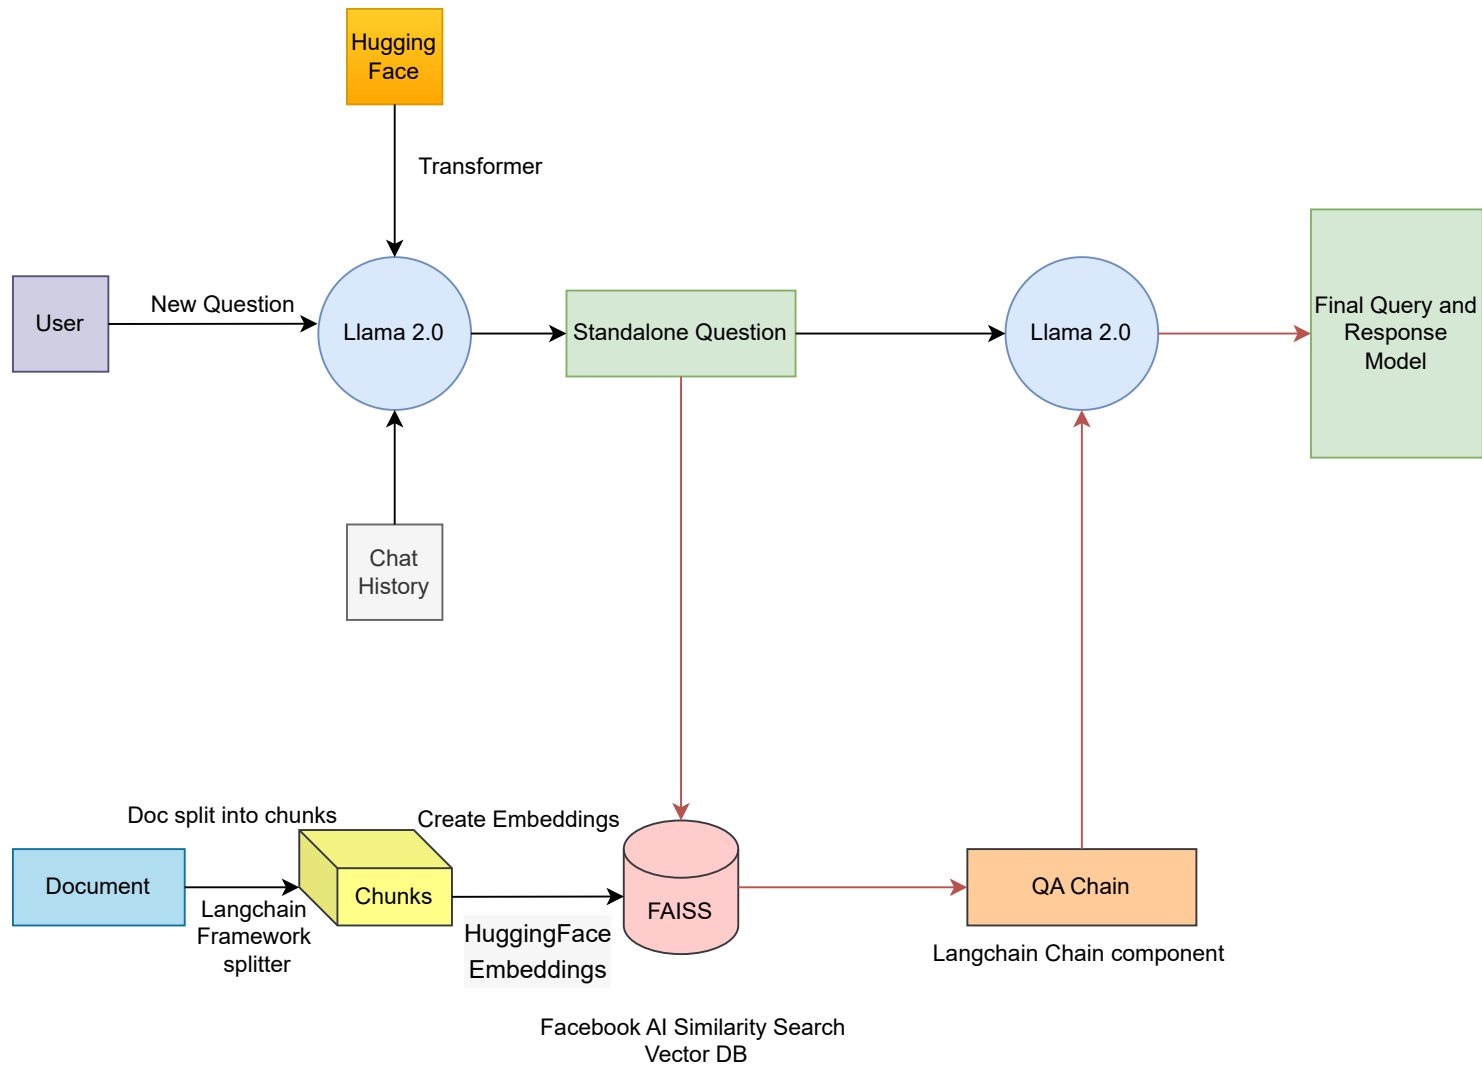 Hugging
Face
Transformer
User
New Question
Llama 2.0
Standalone Question
Llama 2.0
Final Query and
Response
Model
Chat
History
Doc split into chunks
Create Embeddings
Document
Langchain
Framework
splitter
Chunks
HuggingFace
Embeddings
FAISS
QA Chain
Langchain Chain component
Facebook AI Similarity Search
Vector DB